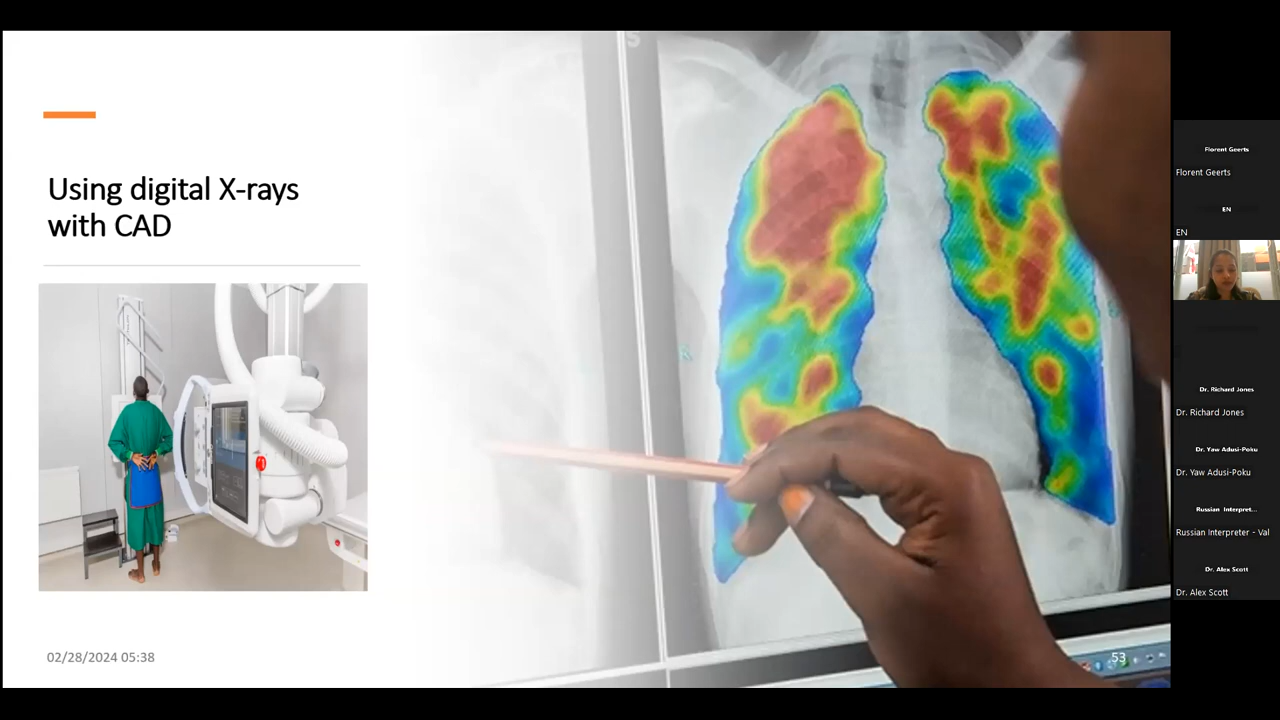 Using digital X-rays
with CAD
02/28/2024 05:38
53
R
Florent Geerts
Florent Geerts
EN
EN
Dr. Richard Jones
Dr. Richard Jones
Dr. Yaw Adusi-Poku
Dr. Yaw Adusi-Poku
Russian Interpret...
Russian Interpreter - Val
Dr. Alex Scott
Dr. Alex Scott